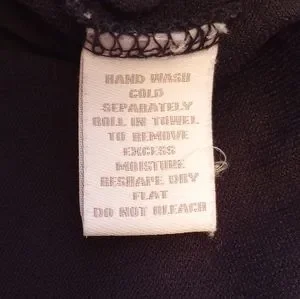 HAND WASH
COLD
SEPARATELY
ROLL IN TOWEL
TO REMOVE
EXCESS
MOISTURE
RESHAPE DRY
FLAT
DO NOT BLEACH